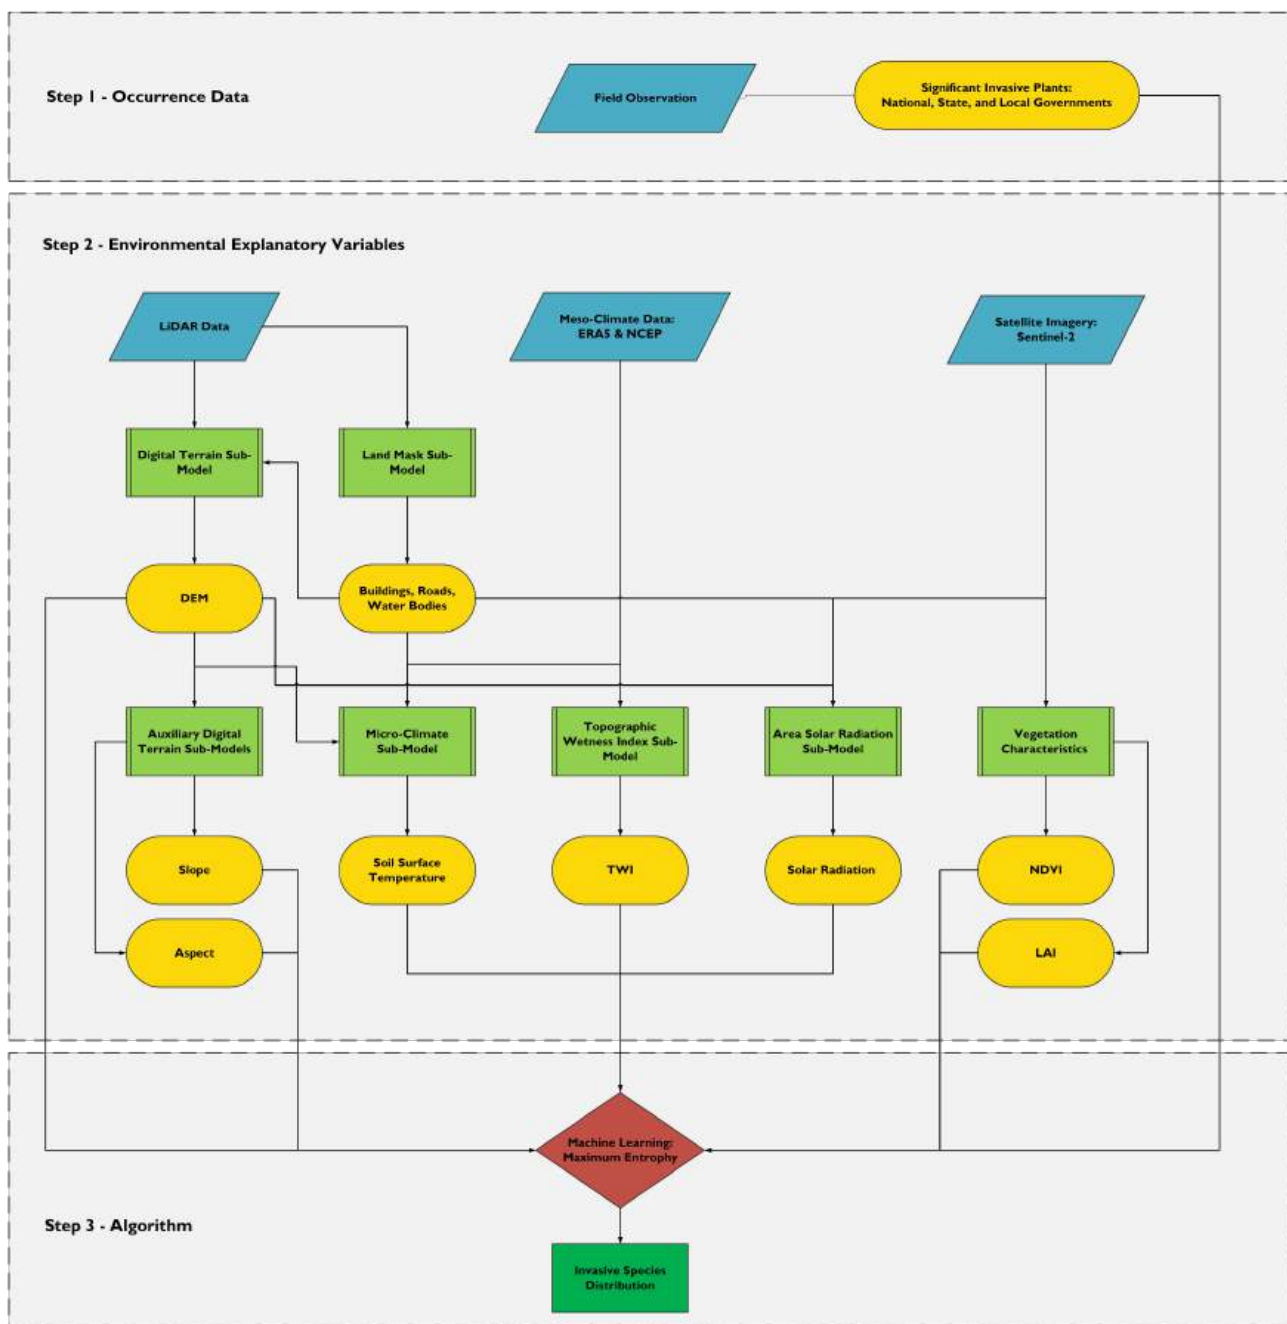 Step 1 - Occurrence Data
Field Observation
Significant Invasive Plants:
National, State, and Local Governments
Step 2 - Environmental Explanatory Variables
LiDAR Data
Meso-Climate Data:
ERA5 & NCEP
Satellite Imagery:
Sentinel-2
Digital Terrain Sub-
Model
Land Mask Sub-
Model
DEM
Buildings, Roads,
Water Bodies
Auxiliary Digital
Terrain Sub-Models
Micro-Climate
Sub-Model
Topographic
Wetness Index Sub-
Model
Area Solar Radiation
Sub-Model
Vegetation
Characteristics
Slope
Soil Surface
Temperature
TWI
Solar Radiation
NDVI
Aspect
LAI
Machine Learning:
Maximum Entrophy
Step 3 - Algorithm
Invasive Species
Distribution